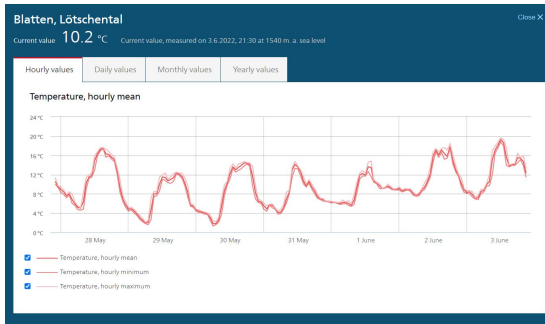 Blatten, Lötschental
Close X
Current value 10.2 °C Current value, measured on 3.6.2022, 21:30 at 1540 m. a. sea level
Hourly values Daily values Monthly values Yearly values
Temperature, hourly mean
24 °C
20 °C
16 °C
12 °C
8 °C
4 °C
0 °C
28 May 29 May 30 May 31 May 1 June 2 June 3 June
Temperature, hourly mean
Temperature, hourly minimum
Temperature, hourly maximum